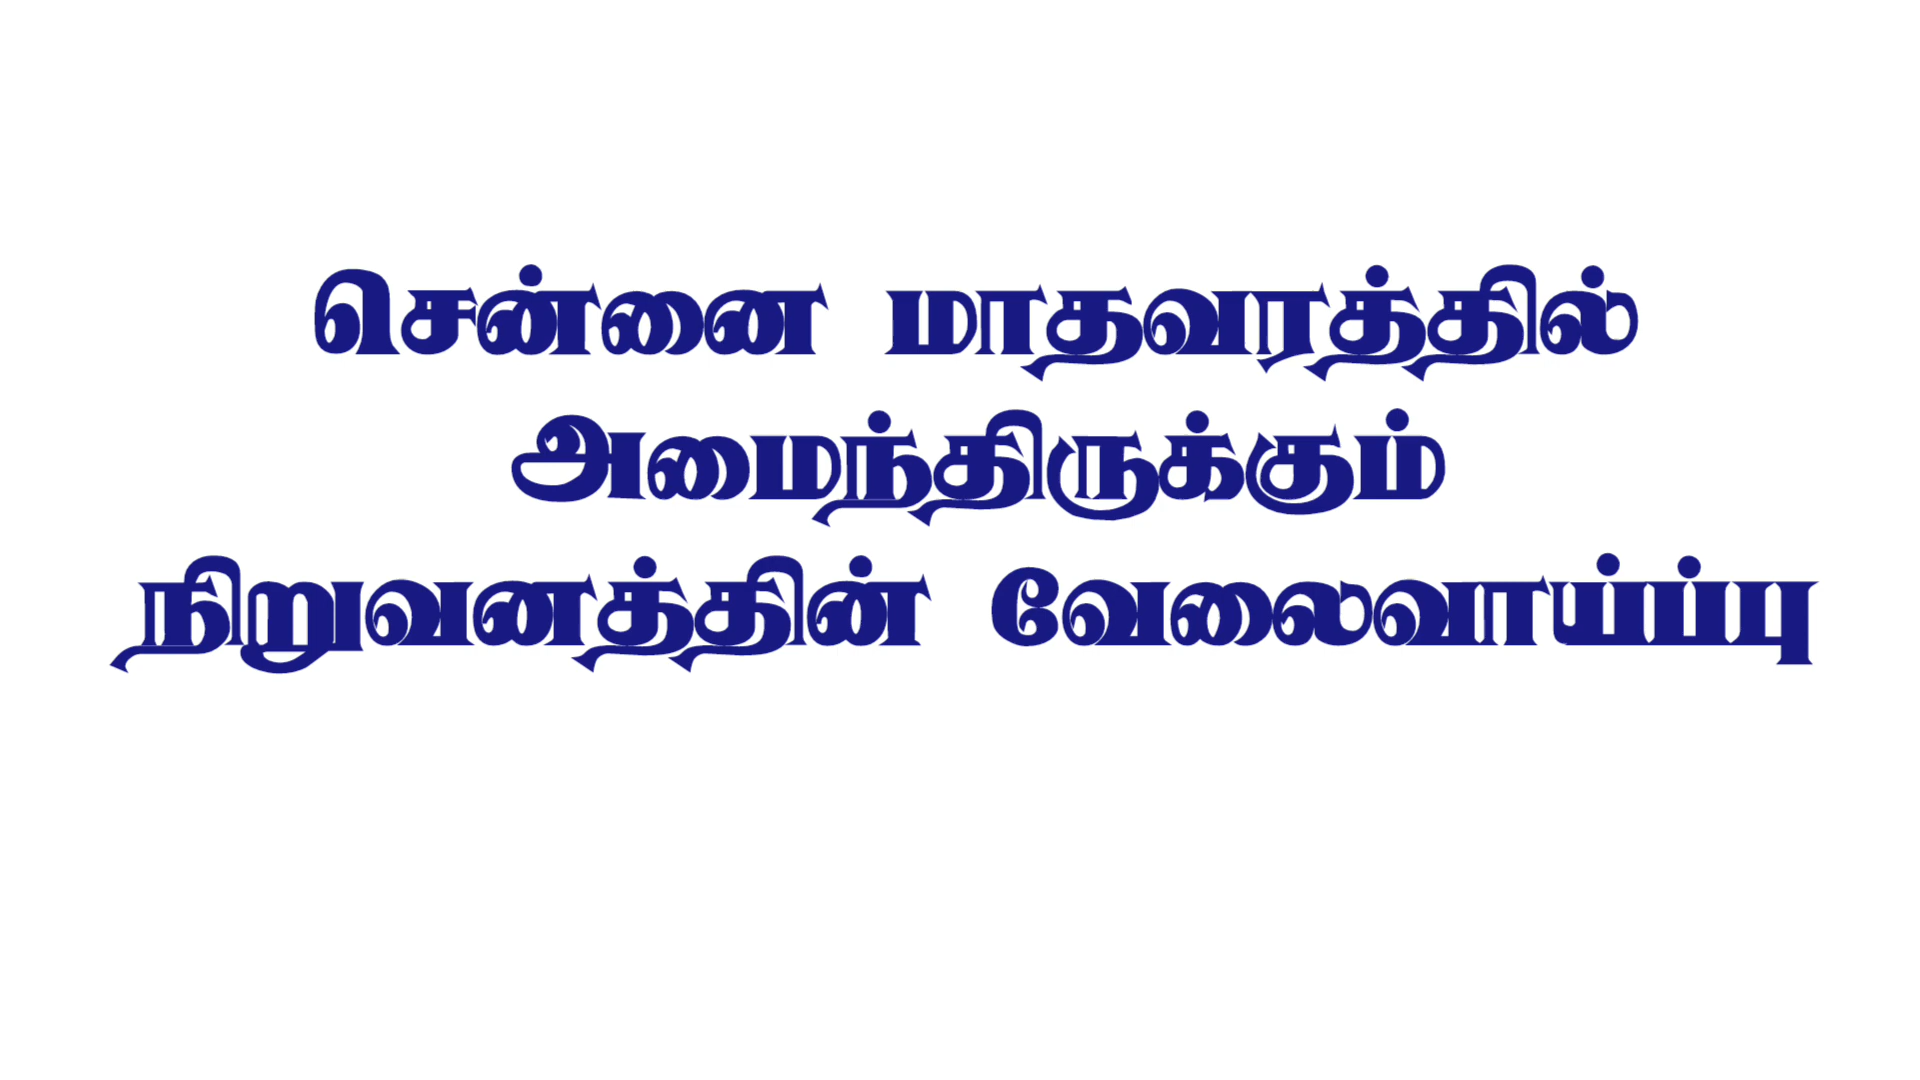 சென்னை மாதவரத்தில்
அமைந்திருக்கும்
நிறுவனத்தின் வேலைவாய்ப்பு